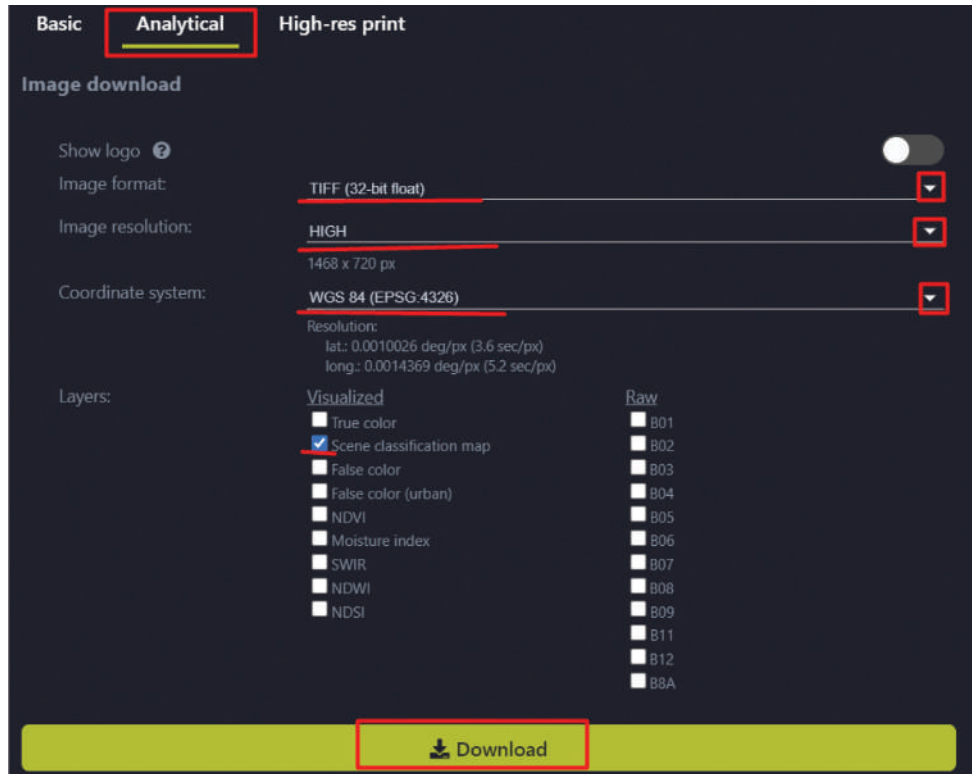 Basic Analytical High-res print
Image download
Show logo ?
Image format: TIFF (32-bit float)
Image resolution: HIGH
1468 x 720 px
Coordinate system: WGS 84 (EPSG:4326)
Resolution:
lat.: 0.0010026 deg/px (3.6 sec/px)
long.: 0.0014369 deg/px (5.2 sec/px)
Layers: Visualized Raw
True color B01
Scene classification map B02
False color B03
False color (urban) B04
NDVI B05
Moisture index B06
SWIR B07
NDWI B08
NDSI B09
B11
B12
B8A
Download